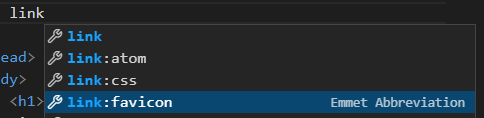 link
link
ead> link:atom
dy> link:css
<h1> link:favicon Emmet Abbreviation